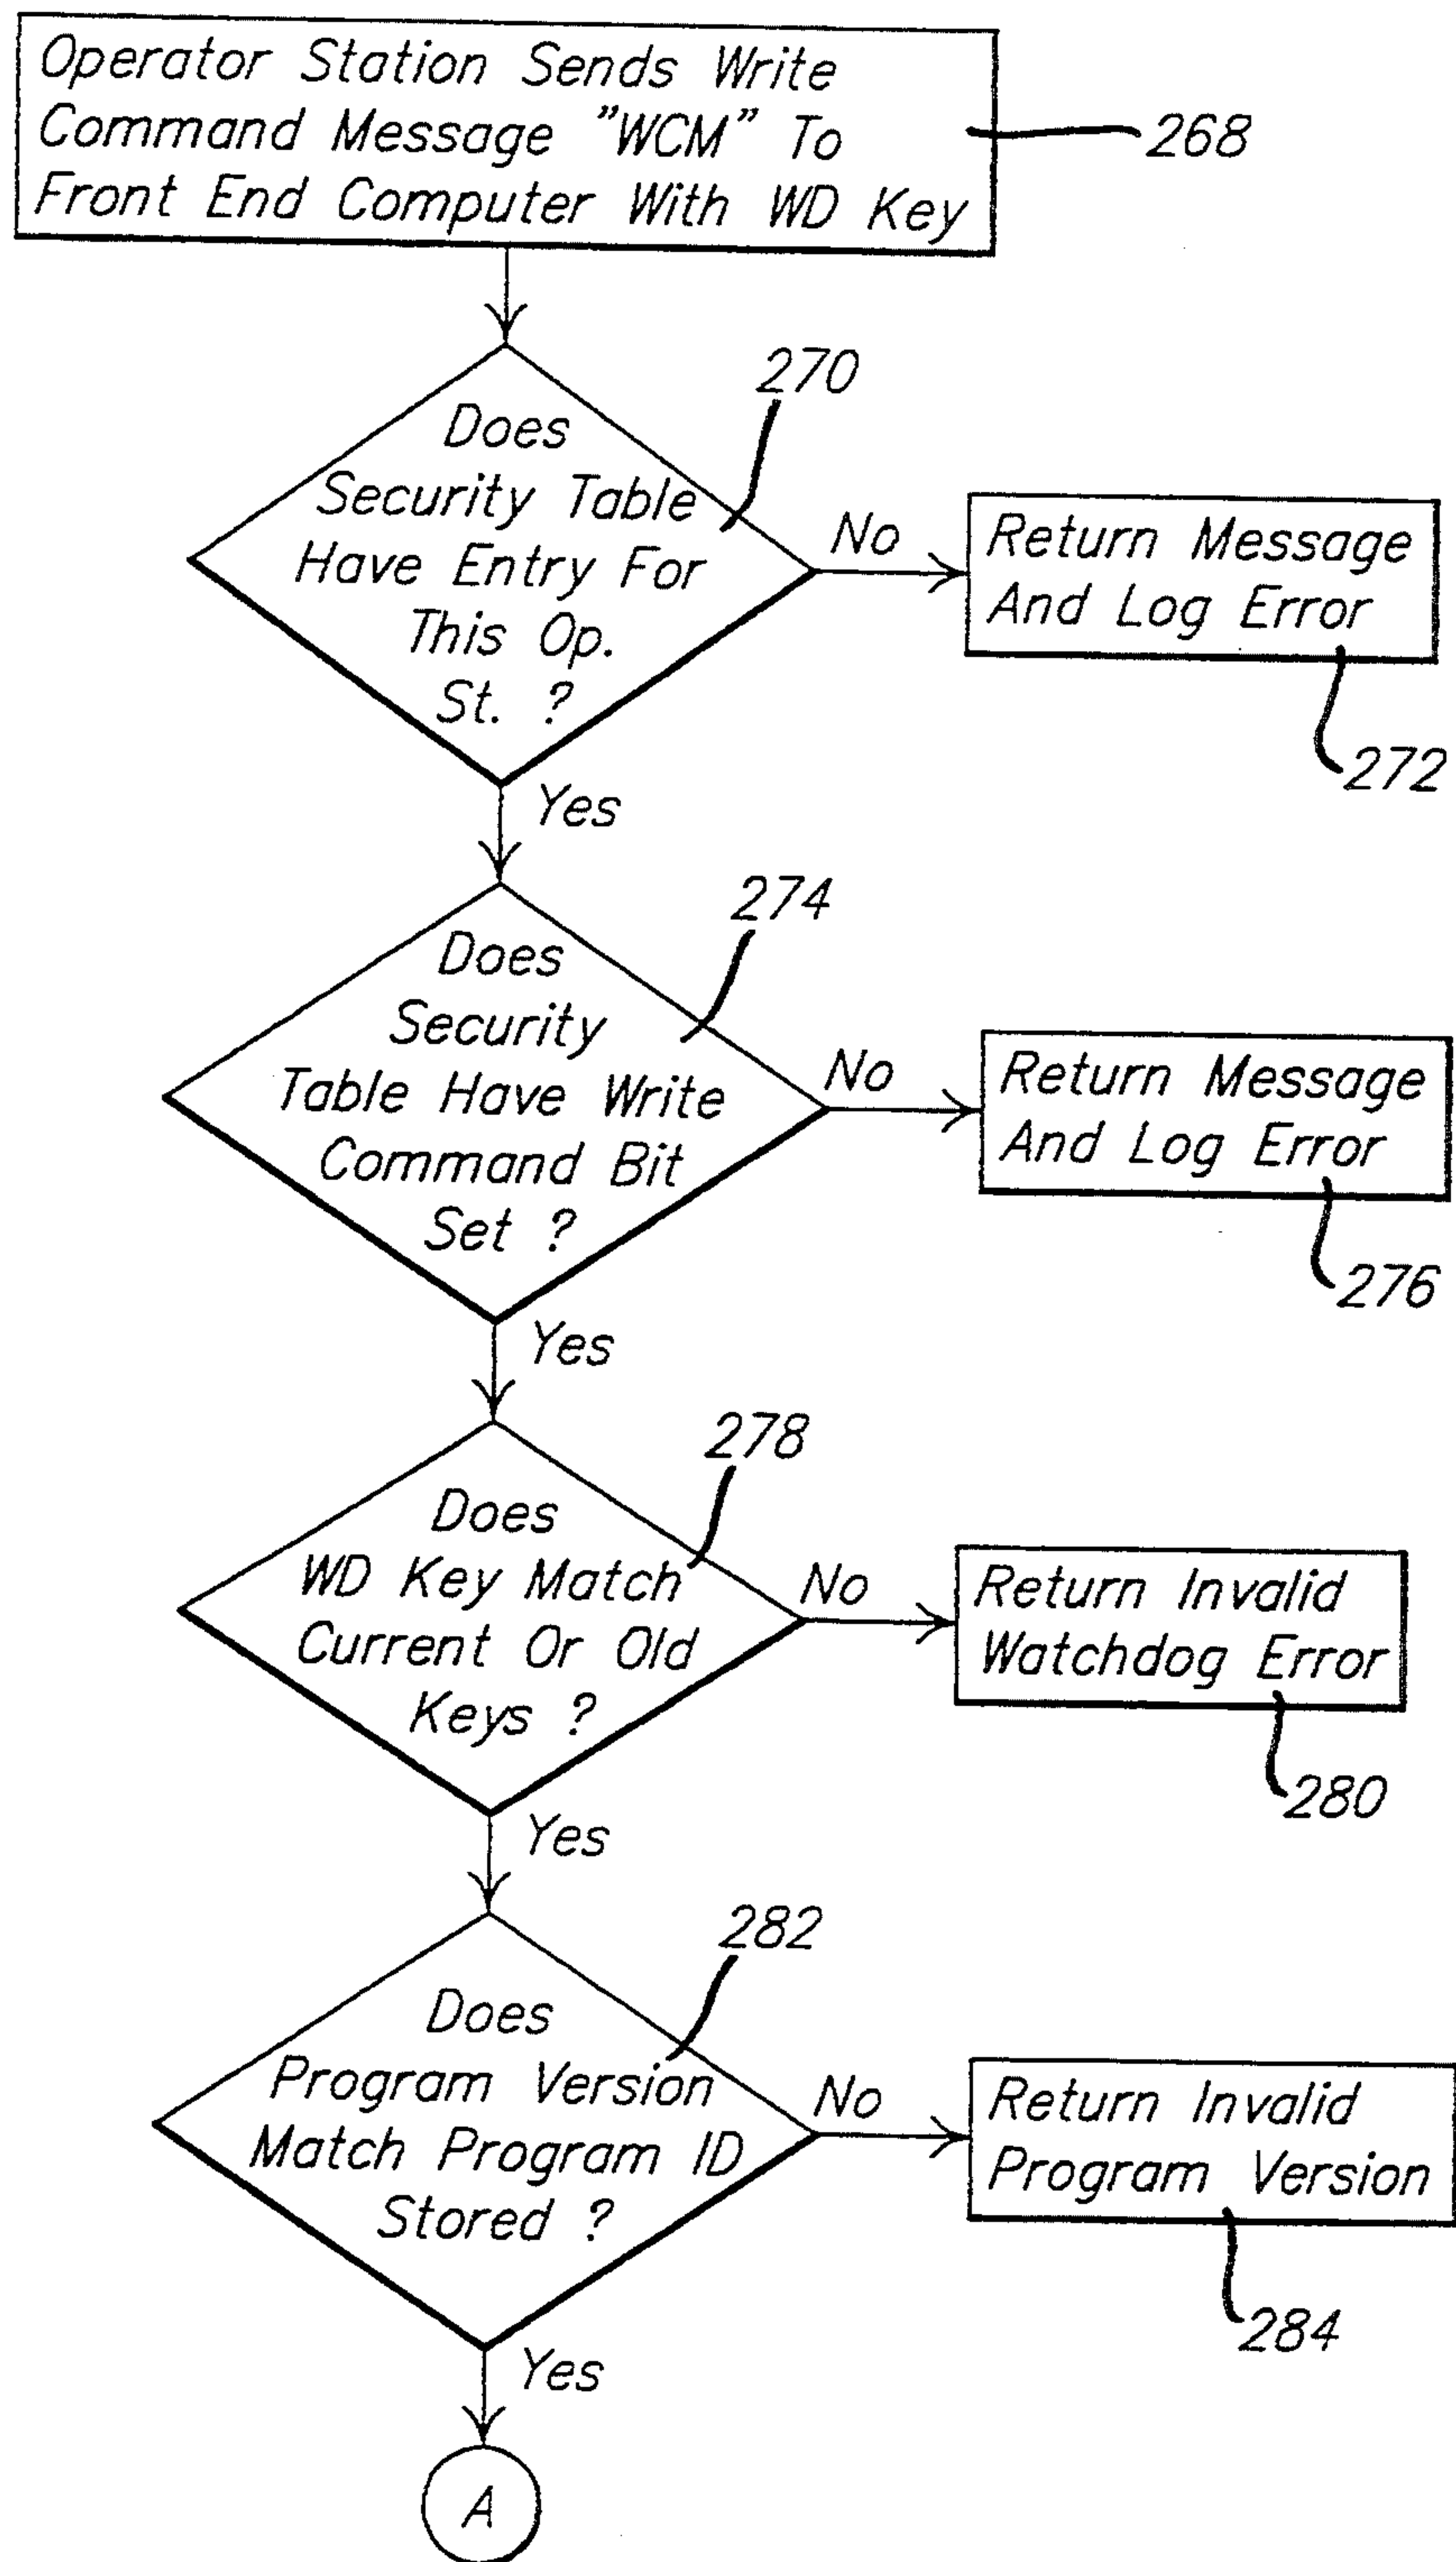 Operator Station Sends Write
Command Message "WCM" To
Front End Computer With WD Key
268
270
Does
Security Table
Have Entry For
This Op.
St. ?
No
Return Message
And Log Error
272
Yes
274
Does
Security
Table Have Write
Command Bit
Set ?
No
Return Message
And Log Error
276
Yes
278
Does
WD Key Match
Current Or Old
Keys ?
No
Return Invalid
Watchdog Error
280
Yes
282
Does
Program Version
Match Program ID
Stored ?
No
Return Invalid
Program Version
284
Yes
A